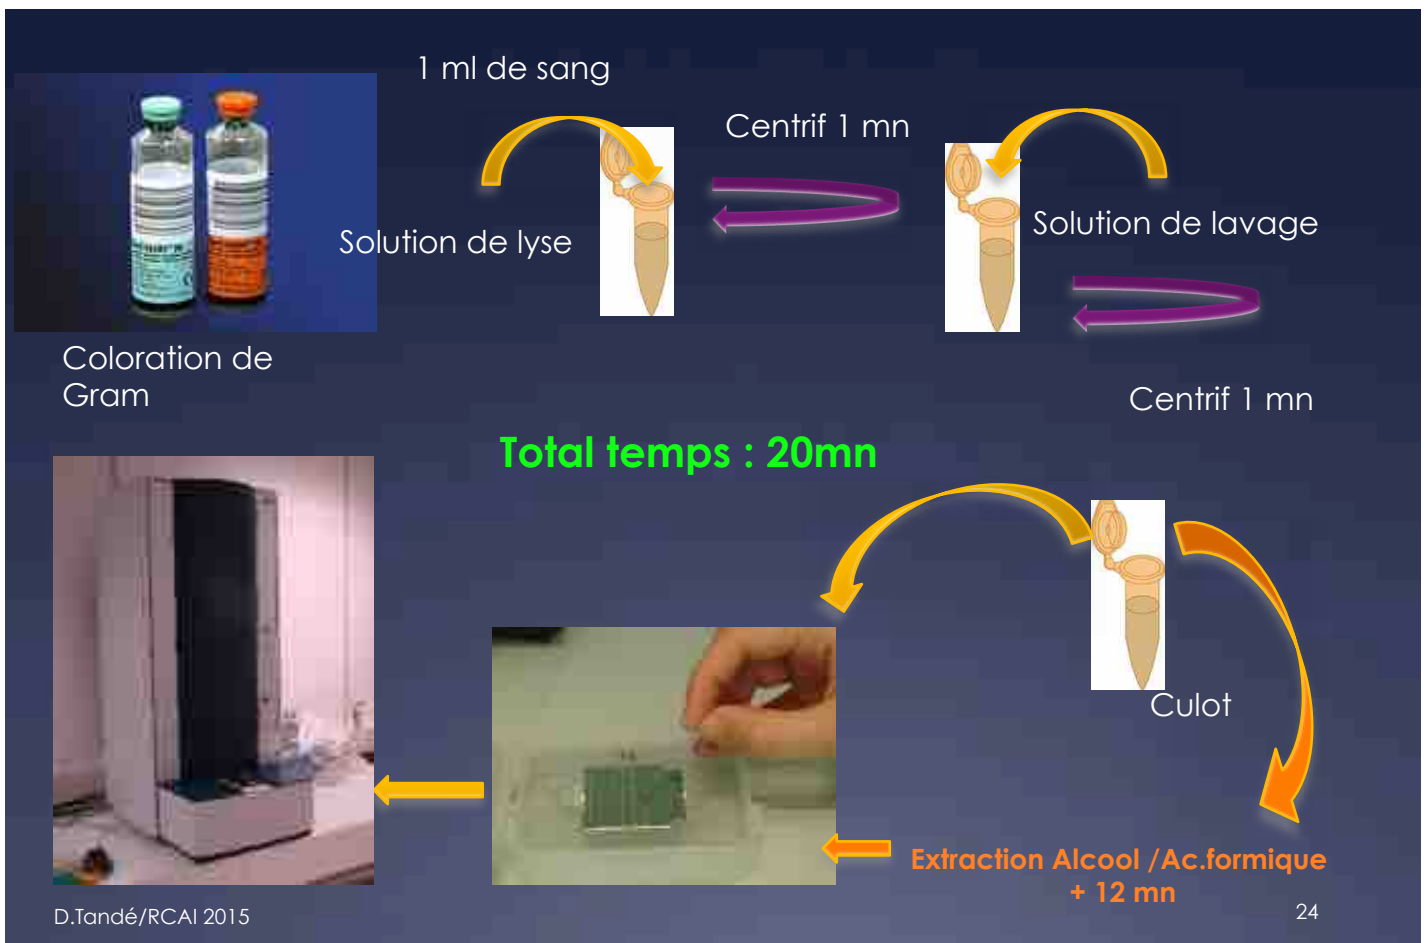 1 ml de sang
Centrif 1 mn
Solution de lyse
Solution de lavage
Coloration de
Gram
Centrif 1 mn
Total temps : 20mn
Culot
Extraction Alcool /Ac.formique
+ 12 mn
D.Tandé/RCAI 2015
24